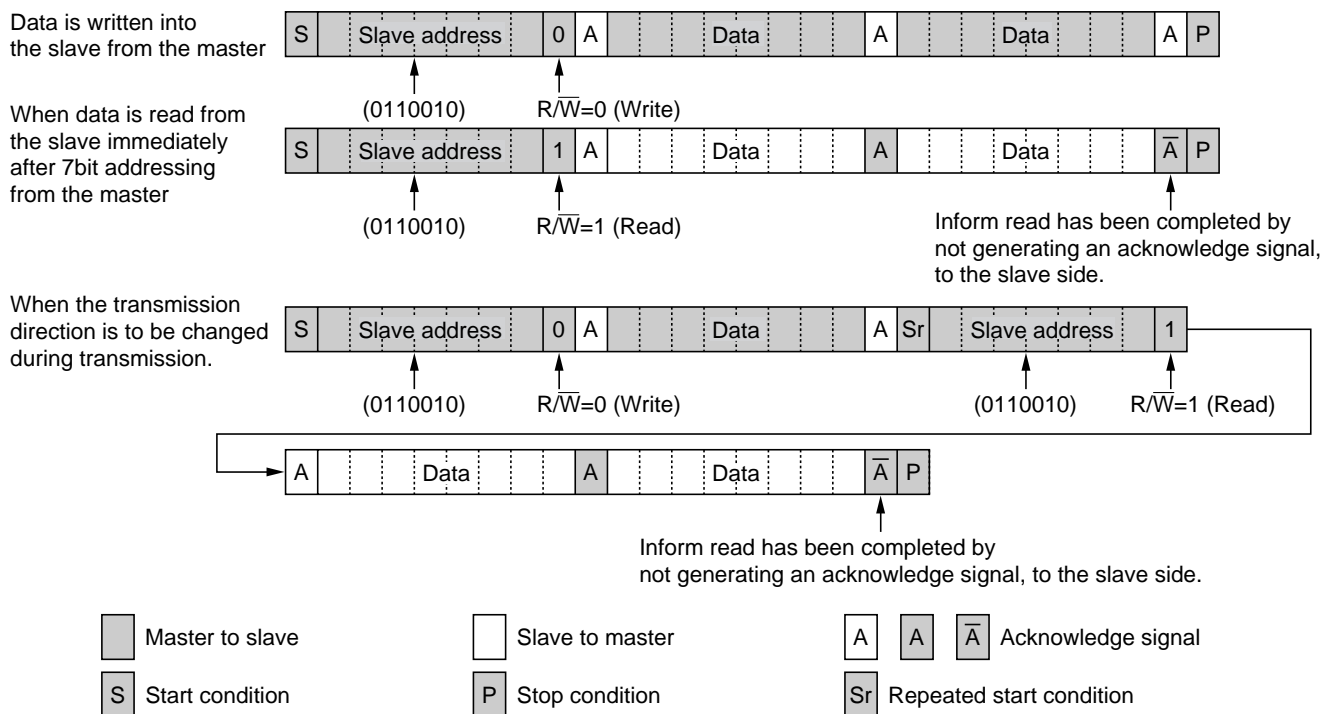 Data is written into
the slave from the master
S Slave address 0 A Data A Data A P
(0110010) R/W̅=0 (Write)
When data is read from
the slave immediately
after 7bit addressing
from the master
S Slave address 1 A Data A Data A̅ P
(0110010) R/W̅=1 (Read)
Inform read has been completed by
not generating an acknowledge signal,
to the slave side.
When the transmission
direction is to be changed
during transmission.
S Slave address 0 A Data A Sr Slave address 1
(0110010) R/W̅=0 (Write) (0110010) R/W̅=1 (Read)
A Data A Data A̅ P
Inform read has been completed by
not generating an acknowledge signal, to the slave side.
Master to slave Slave to master A A A̅ Acknowledge signal
S Start condition P Stop condition Sr Repeated start condition